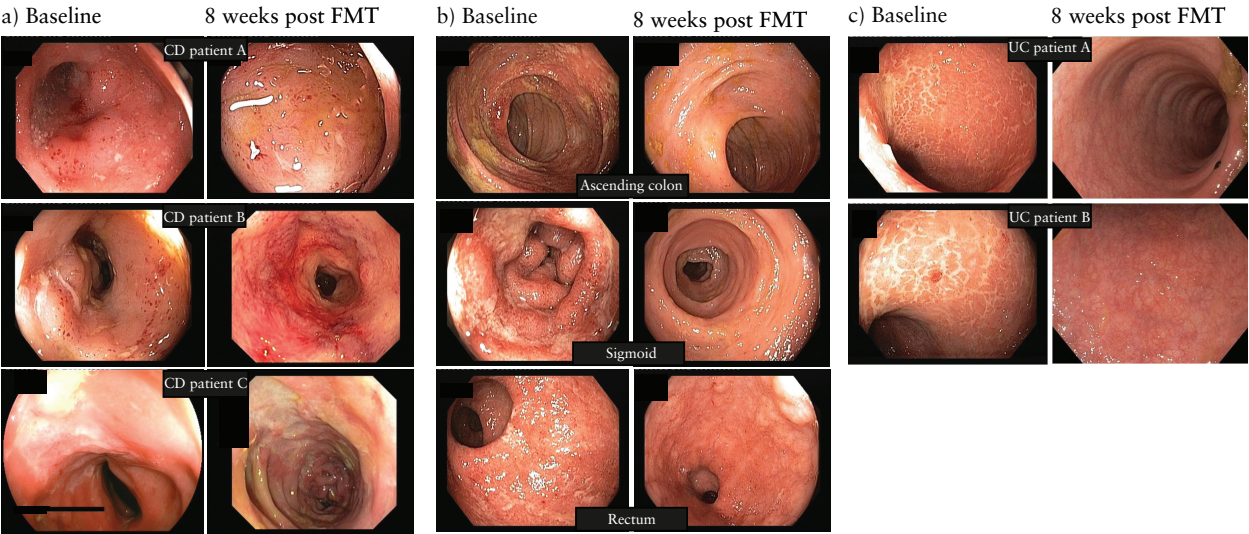 a) Baseline 8 weeks post FMT
CD patient A
CD patient B
CD patient C
b) Baseline 8 weeks post FMT
Ascending colon
Sigmoid
Rectum
c) Baseline 8 weeks post FMT
UC patient A
UC patient B